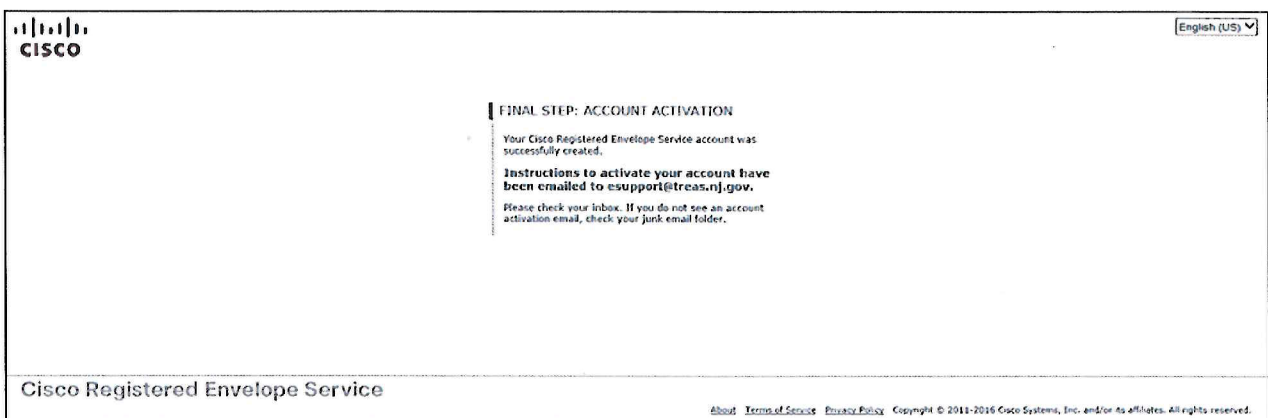 CISCO
English (US)
FINAL STEP: ACCOUNT ACTIVATION
Your Cisco Registered Envelope Service account was
successfully created.
Instructions to activate your account have
been emailed to esupport@treas.nj.gov.
Please check your inbox. If you do not see an account
activation email, check your junk email folder.
Cisco Registered Envelope Service
About Terms of Service Privacy Policy Copyright © 2011-2016 Cisco Systems, Inc. and/or its affiliates. All rights reserved.